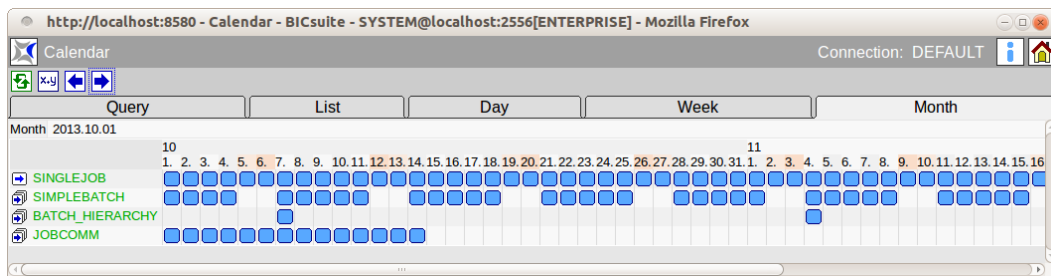 http://localhost:8580 - Calendar - BICsuite - SYSTEM@localhost:2556[ENTERPRISE] - Mozilla Firefox
Calendar Connection: DEFAULT
x.y
Query List Day Week Month
Month 2013.10.01
10 11
1. 2. 3. 4. 5. 6. 7. 8. 9. 10. 11. 12. 13. 14. 15. 16. 17. 18. 19. 20. 21. 22. 23. 24. 25. 26. 27. 28. 29. 30. 31. 1. 2. 3. 4. 5. 6. 7. 8. 9. 10. 11. 12. 13. 14. 15. 16
SINGLEJOB
SIMPLEBATCH
BATCH_HIERARCHY
JOBCOMM